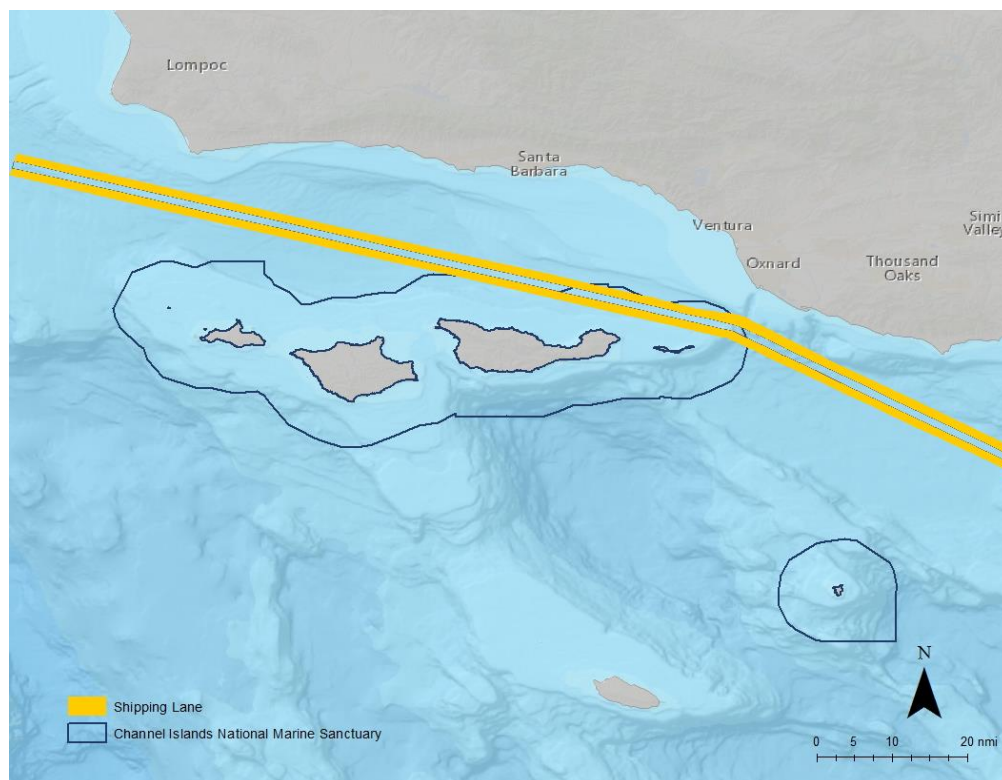 Lompoc
Santa
Barbara
Ventura
Simi
Valley
Oxnard
Thousand
Oaks
N
Shipping Lane
Channel Islands National Marine Sanctuary
0 5 10 20 nmi